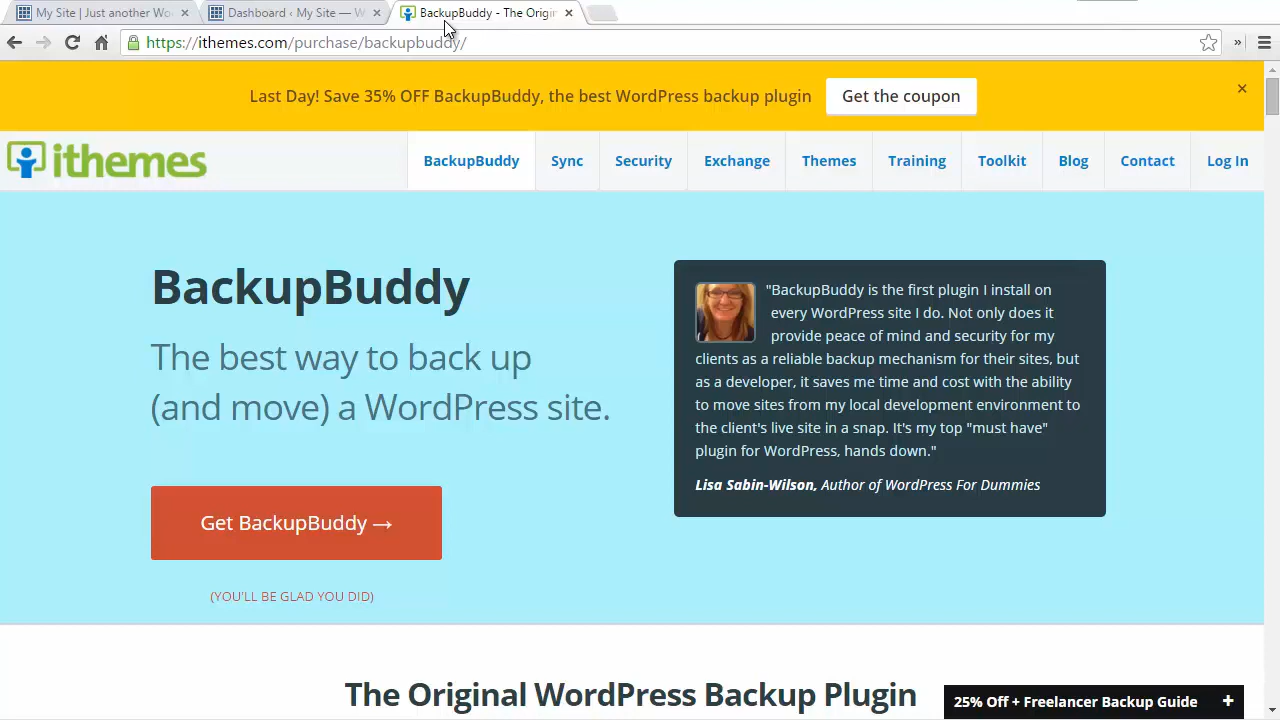 My Site | Just another Wo
Dashboard ‹ My Site — W
BackupBuddy - The Origin
https://ithemes.com/purchase/backupbuddy/
Last Day! Save 35% OFF BackupBuddy, the best WordPress backup plugin
Get the coupon
ithemes
BackupBuddy
Sync
Security
Exchange
Themes
Training
Toolkit
Blog
Contact
Log In
BackupBuddy
The best way to back up
(and move) a WordPress site.
Get BackupBuddy →
(YOU'LL BE GLAD YOU DID)
"BackupBuddy is the first plugin I install on
every WordPress site I do. Not only does it
provide peace of mind and security for my
clients as a reliable backup mechanism for their sites, but
as a developer, it saves me time and cost with the ability
to move sites from my local development environment to
the client's live site in a snap. It's my top "must have"
plugin for WordPress, hands down."
Lisa Sabin-Wilson, Author of WordPress For Dummies
The Original WordPress Backup Plugin
25% Off + Freelancer Backup Guide +